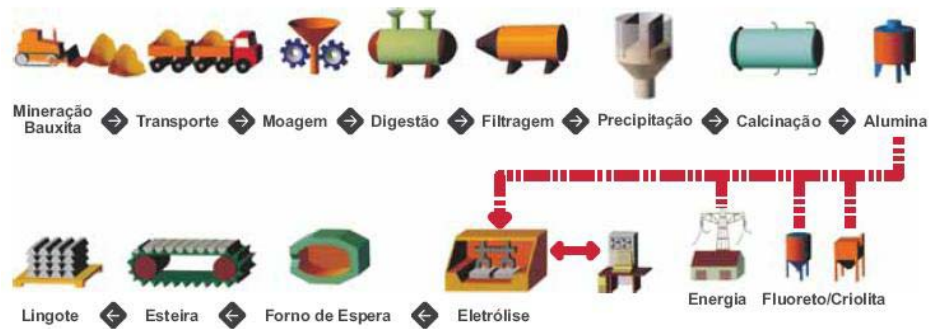 Mineração
Bauxita
Transporte
Moagem
Digestão
Filtragem
Precipitação
Calcinação
Alumina
Energia
Fluoreto/Criolita
Lingote
Esteira
Forno de Espera
Eletrólise